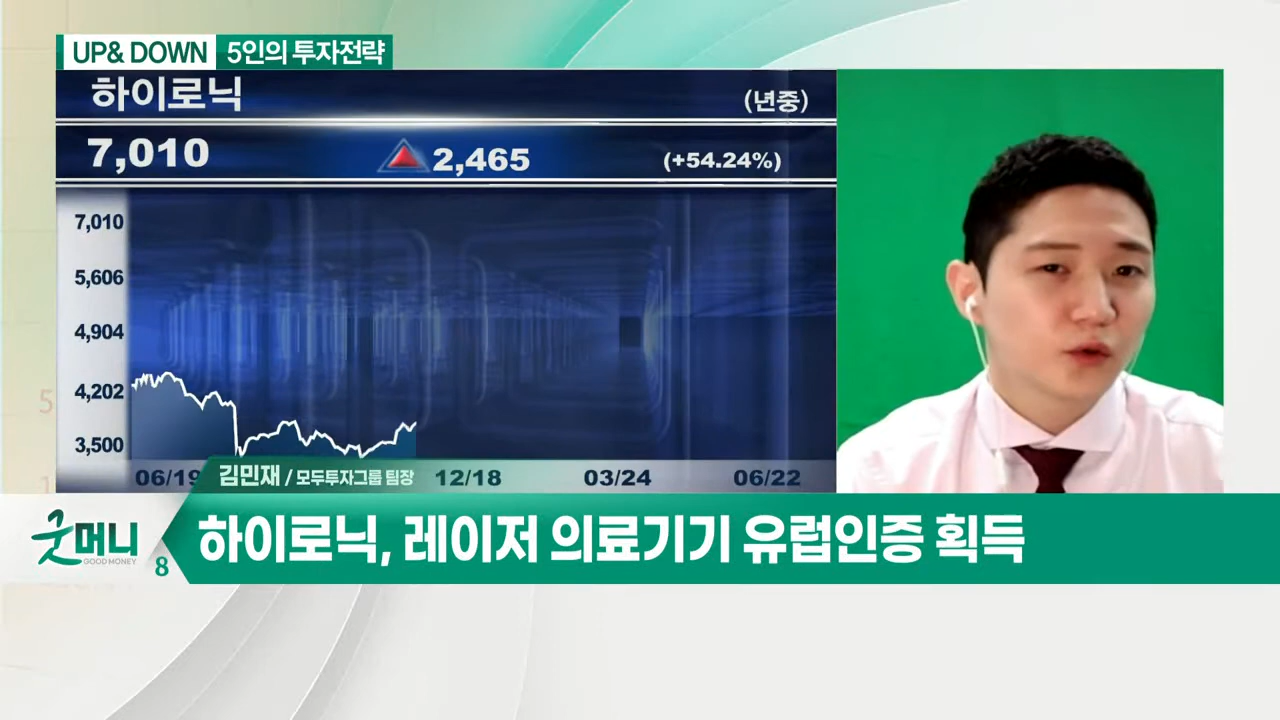 UP& DOWN 5인의 투자전략
하이로닉 (년중)
7,010 ▲ 2,465 (+54.24%)
7,010
5,606
4,904
4,202
3,500
06/19 12/18 03/24 06/22
김민재 / 모두투자그룹 팀장
굿머니
GOOD MONEY
하이로닉, 레이저 의료기기 유럽인증 획득
5
1
8